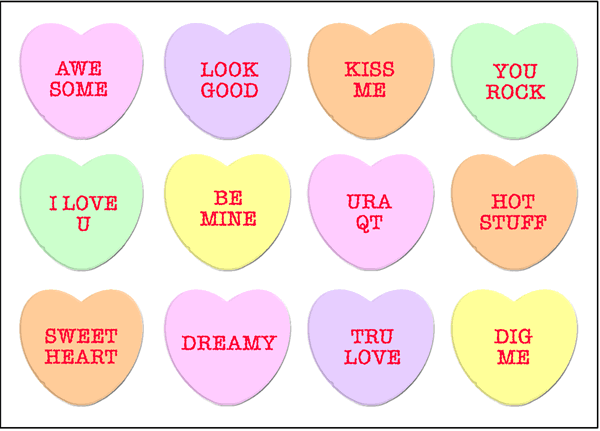 AWE
SOME
LOOK
GOOD
KISS
ME
YOU
ROCK
I LOVE
U
BE
MINE
URA
QT
HOT
STUFF
SWEET
HEART
DREAMY
TRU
LOVE
DIG
ME